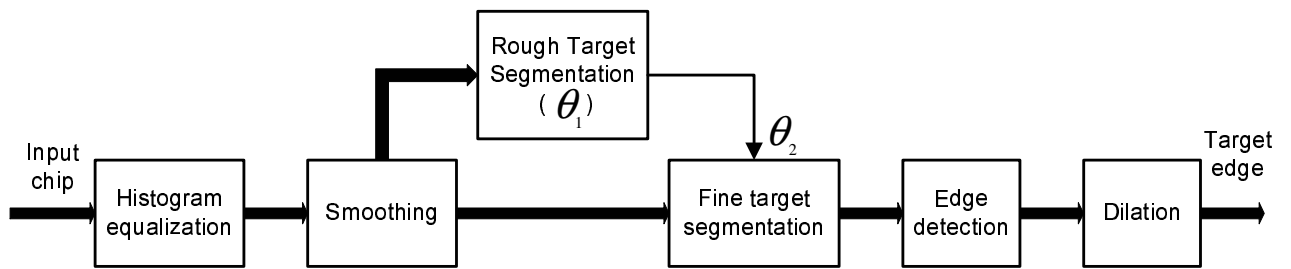 Rough Target
Segmentation
( θ₁ )
θ₂
Input
chip
Target
edge
Histogram
equalization
Smoothing
Fine target
segmentation
Edge
detection
Dilation